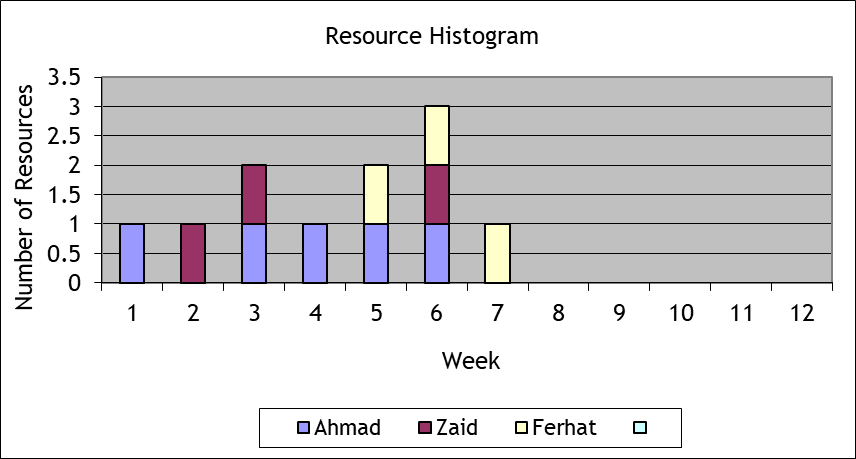 Resource Histogram
Number of Resources
3.5
3
2.5
2
1.5
1
0.5
0
1 2 3 4 5 6 7 8 9 10 11 12
Week
Ahmad Zaid Ferhat